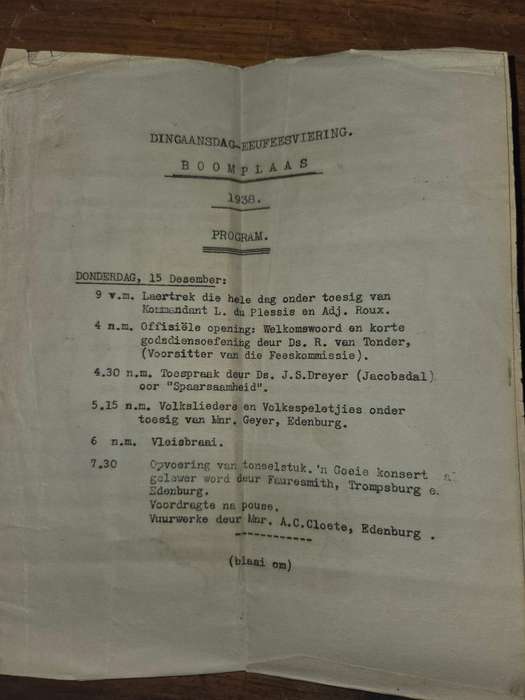 DINGAANSDAG-EEUFEESVIERING.
BOOMPLAAS
1938.
PROGRAM.
DONDERDAG, 15 Desember:
9 v.m. Laertrek die hele dag onder toesig van
Kommandant L. du Plessis en Adj. Roux.
4 n.m. Offisiële opening: Welkomswoord en korte
godsdiensoefening deur Ds. R. van Tonder,
(Voorsitter van die Feeskommissie).
4.30 n.m. Toespraak deur Ds. J.S.Dreyer (Jacobsdal)
oor "Spaarsaamheid".
5.15 n.m. Volksliedere en Volkspeletjies onder
toesig van Mnr. Geyer, Edenburg.
6 n.m. Vleisbraai.
7.30 Opvoering van toneelstuk. 'n Goeie konsert
gelewer word deur Fauresmith, Trompsburg e
Edenburg.
Voordragte na pouse.
Vuurwerke deur Mnr. A.C.Cloete, Edenburg .
(blaai om)